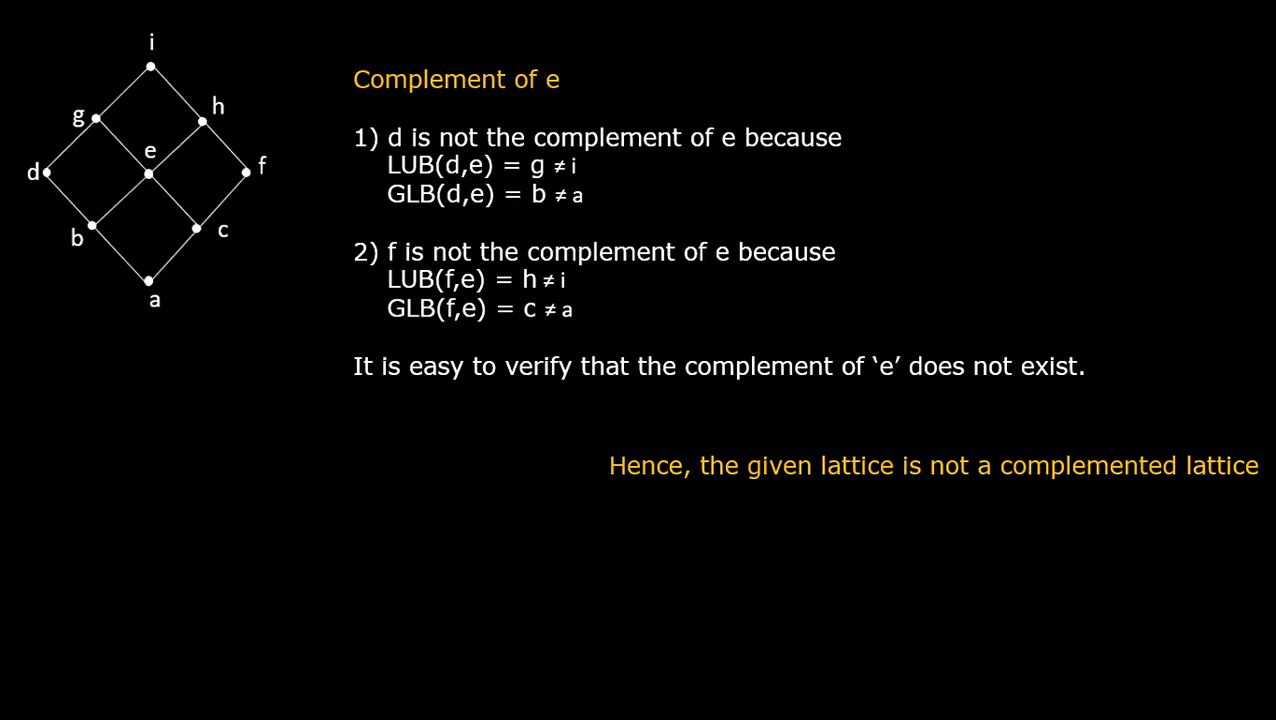 i
g
h
e
d
f
b
c
a
Complement of e
1) d is not the complement of e because
LUB(d,e) = g ≠ i
GLB(d,e) = b ≠ a
2) f is not the complement of e because
LUB(f,e) = h ≠ i
GLB(f,e) = c ≠ a
It is easy to verify that the complement of ‘e’ does not exist.
Hence, the given lattice is not a complemented lattice